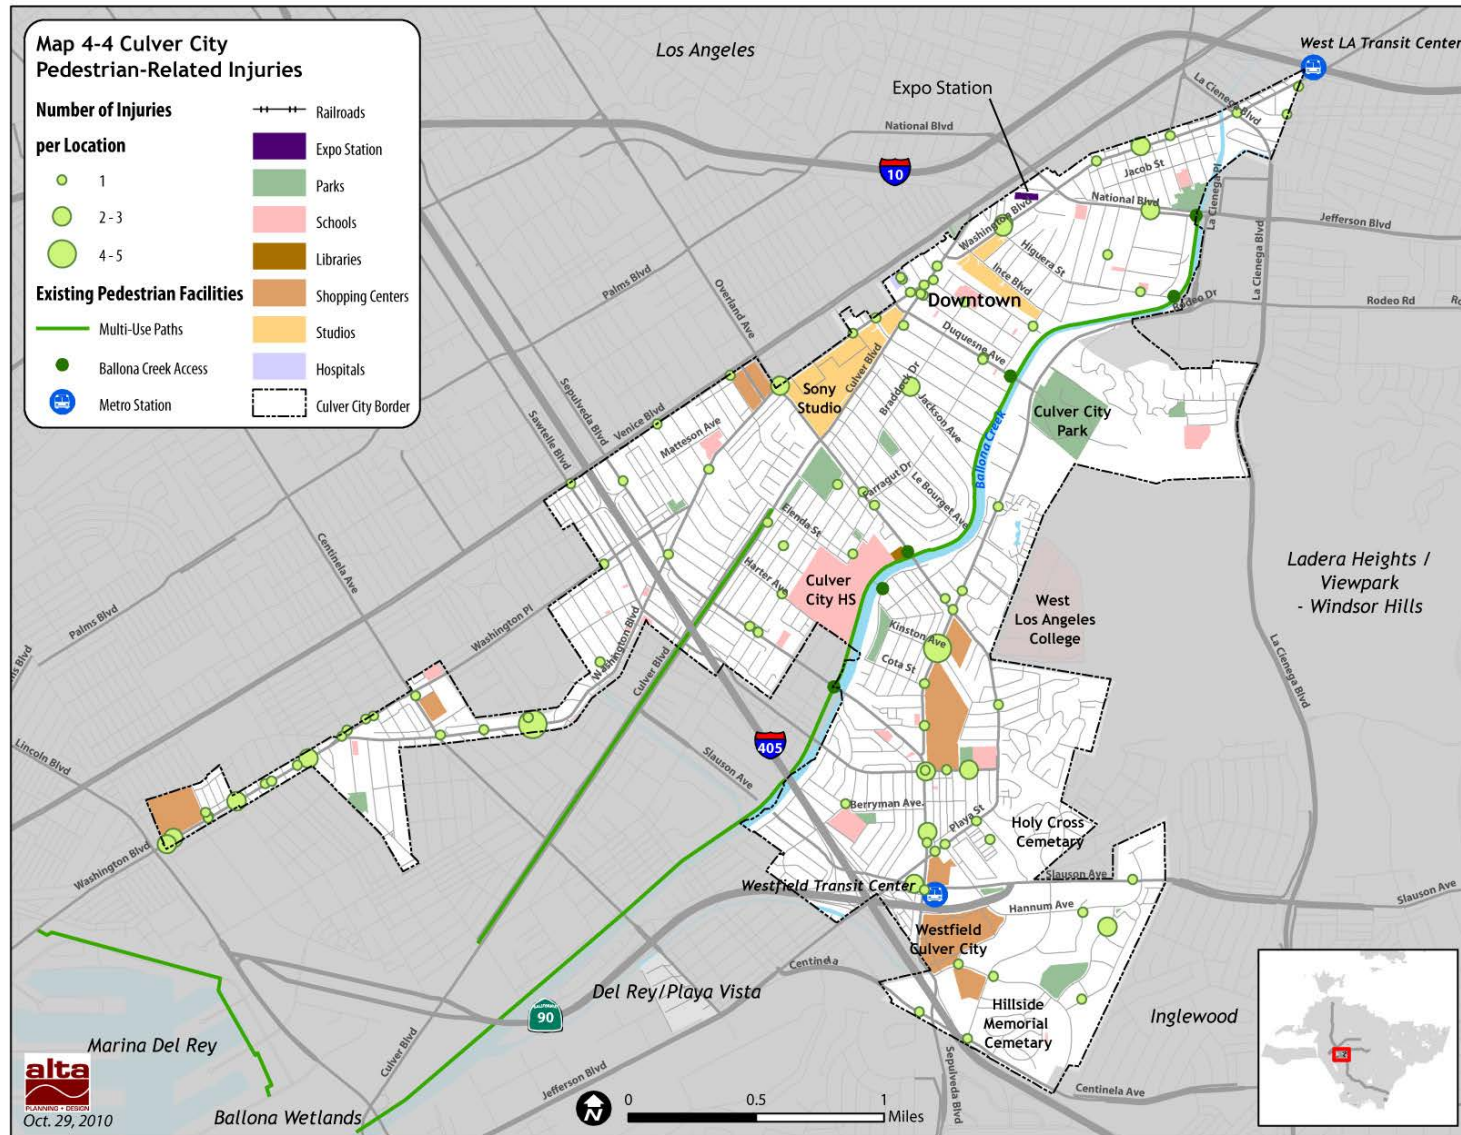 Map 4-4 Culver City
Pedestrian-Related Injuries
Number of Injuries
per Location
1
2 - 3
4 - 5
Existing Pedestrian Facilities
Multi-Use Paths
Ballona Creek Access
Metro Station
Railroads
Expo Station
Parks
Schools
Libraries
Shopping Centers
Studios
Hospitals
Culver City Border
Los Angeles
West LA Transit Center
Expo Station
La Cienega Blvd
National Blvd
10
Jacob St
La Cienega Pl
National Blvd
Jefferson Blvd
Washington Blvd
Higuera St
Ince Blvd
Palms Blvd
Overland Ave
Downtown
La Cienega Blvd
Rodeo Dr
Rodeo Rd
Duquesne Ave
Culver Blvd
Braddock Dr
Jackson Ave
Sony
Studio
Sepulveda Blvd
Sawtelle Blvd
Venice Blvd
Matteson Ave
Culver City
Park
Ballona Creek
Farragut Dr
Le Bourget Ave
Elenda St
Centinela Ave
Harter Ave
Culver
City HS
West
Los Angeles
College
Ladera Heights /
Viewpark
- Windsor Hills
Palms Blvd
Washington Pl
Washington Blvd
Culver Blvd
Kinston Ave
Cota St
La Cienega Blvd
405
Lincoln Blvd
Slauson Ave
Berryman Ave.
Playa St
Holy Cross
Cemetary
Washington Blvd
Slauson Ave
Slauson Ave
Westfield Transit Center
Hannum Ave
Westfield
Culver City
Centinela
Del Rey/Playa Vista
90
Hillside
Memorial
Cemetary
Inglewood
Marina Del Rey
Culver Blvd
Jefferson Blvd
Sepulveda Blvd
Centinela Ave
alta
PLANNING + DESIGN
Oct. 29, 2010
Ballona Wetlands
N
0 0.5 1
Miles